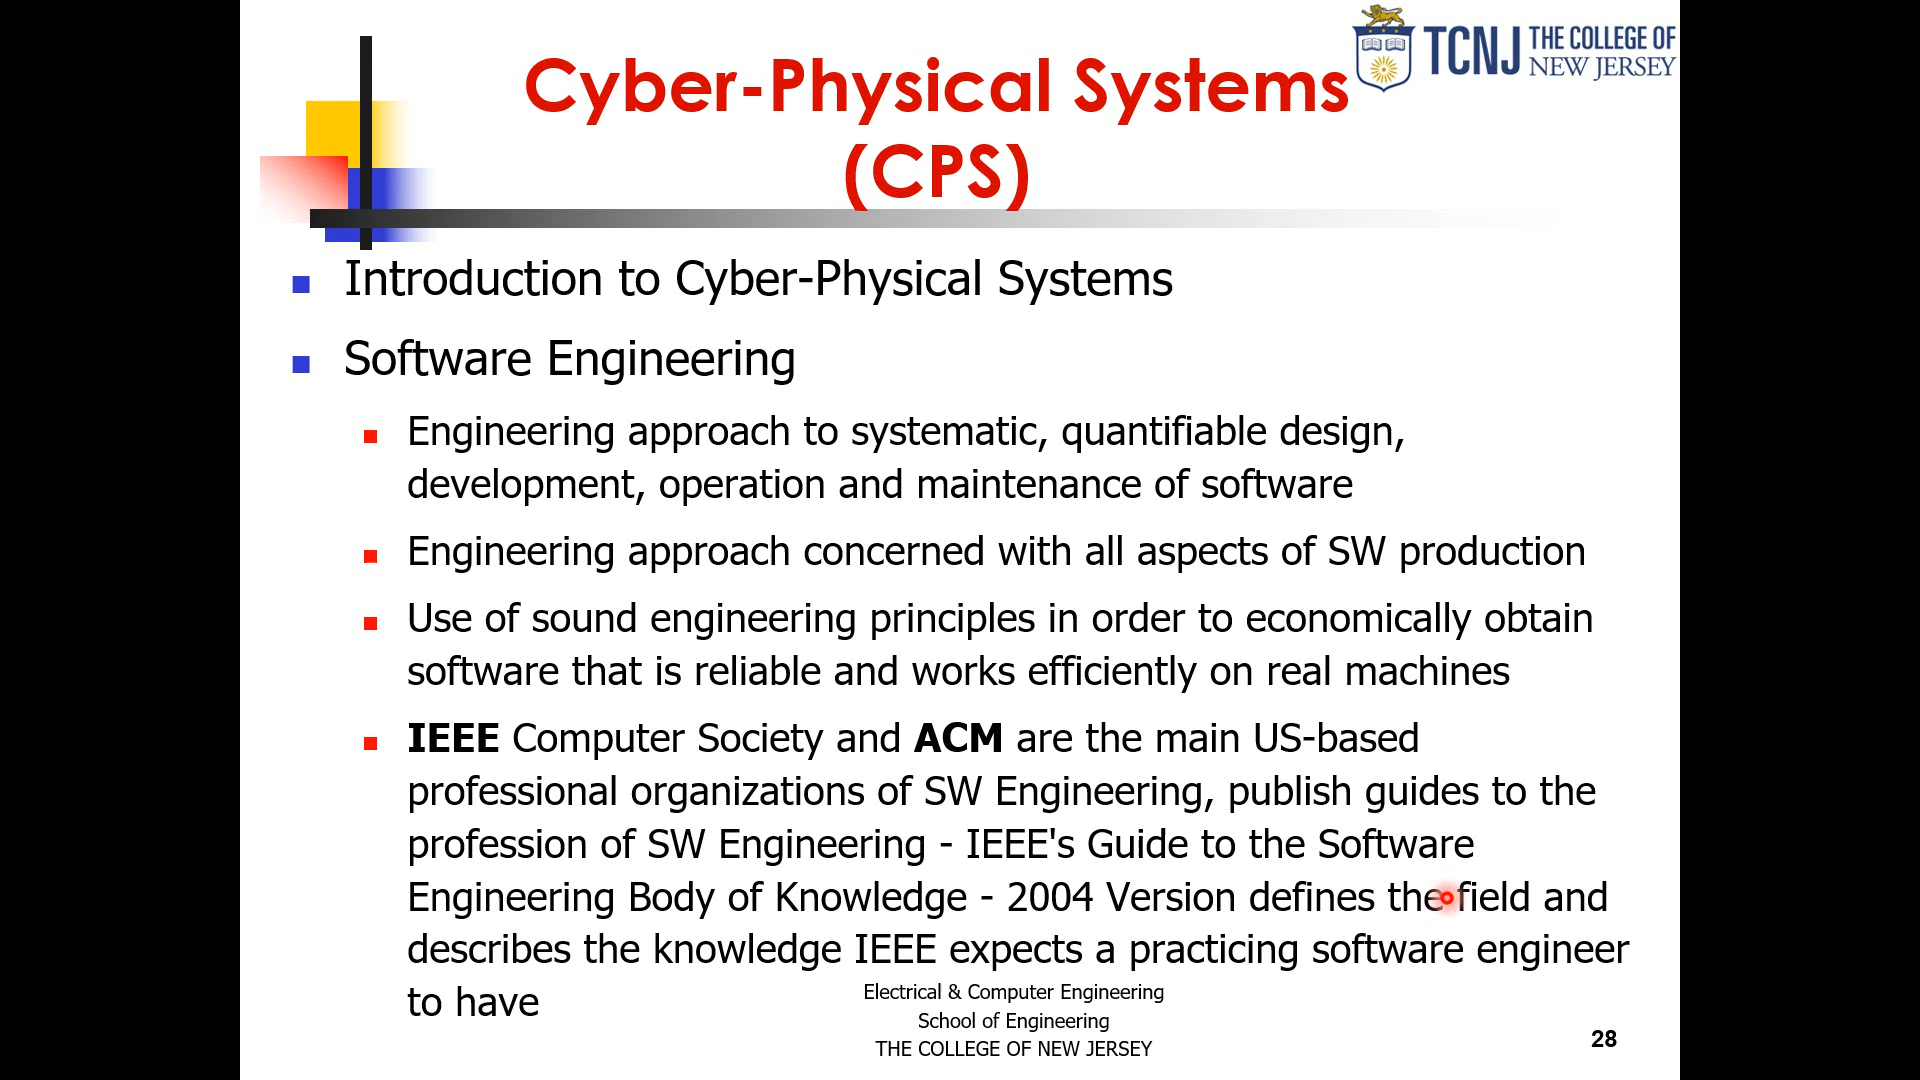 TCNJ THE COLLEGE OF
NEW JERSEY
Cyber-Physical Systems
(CPS)
Introduction to Cyber-Physical Systems
Software Engineering
Engineering approach to systematic, quantifiable design,
development, operation and maintenance of software
Engineering approach concerned with all aspects of SW production
Use of sound engineering principles in order to economically obtain
software that is reliable and works efficiently on real machines
IEEE Computer Society and ACM are the main US-based
professional organizations of SW Engineering, publish guides to the
profession of SW Engineering - IEEE's Guide to the Software
Engineering Body of Knowledge - 2004 Version defines the field and
describes the knowledge IEEE expects a practicing software engineer
to have
Electrical & Computer Engineering
School of Engineering
THE COLLEGE OF NEW JERSEY
28